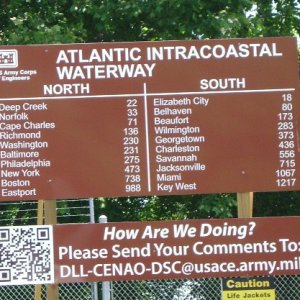 ATLANTIC INTRACOASTAL
WATERWAY
US Army Corps
of Engineers
NORTH
Deep Creek 22
Norfolk 33
Cape Charles 71
Richmond 136
Washington 230
Baltimore 231
Philadelphia 275
New York 473
Boston 738
Eastport 988
SOUTH
Elizabeth City 18
Belhaven 80
Beaufort 173
Wilmington 283
Georgetown 373
Charleston 436
Savannah 556
Jacksonville 715
Miami 1067
Key West 1217
How Are We Doing?
Please Send Your Comments To:
DLL-CENAO-DSC@usace.army.mil
Caution
Life Jackets